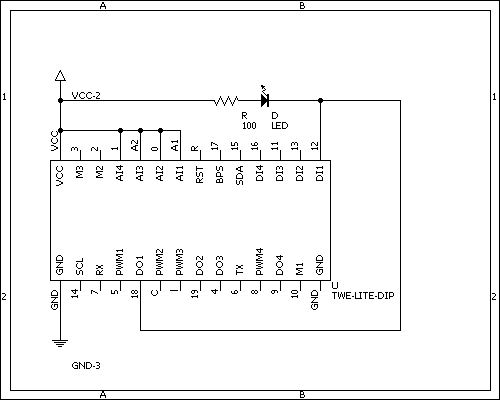 A B
1 1
VCC-2
R D
100 LED
VCC 3 2 1 A2 0 A1 R 17 15 16 11 13 12
VCC M3 M2 AI4 AI3 AI2 AI1 RST BPS SDA DI4 DI3 DI2 DI1
GND SCL RX PWM1 DO1 PWM2 PWM3 DO2 DO3 TX PWM4 DO4 M1 GND
GND 14 7 5 18 C I 19 4 6 8 9 10 GND
U
TWE-LITE-DIP
2 2
GND-3
A B